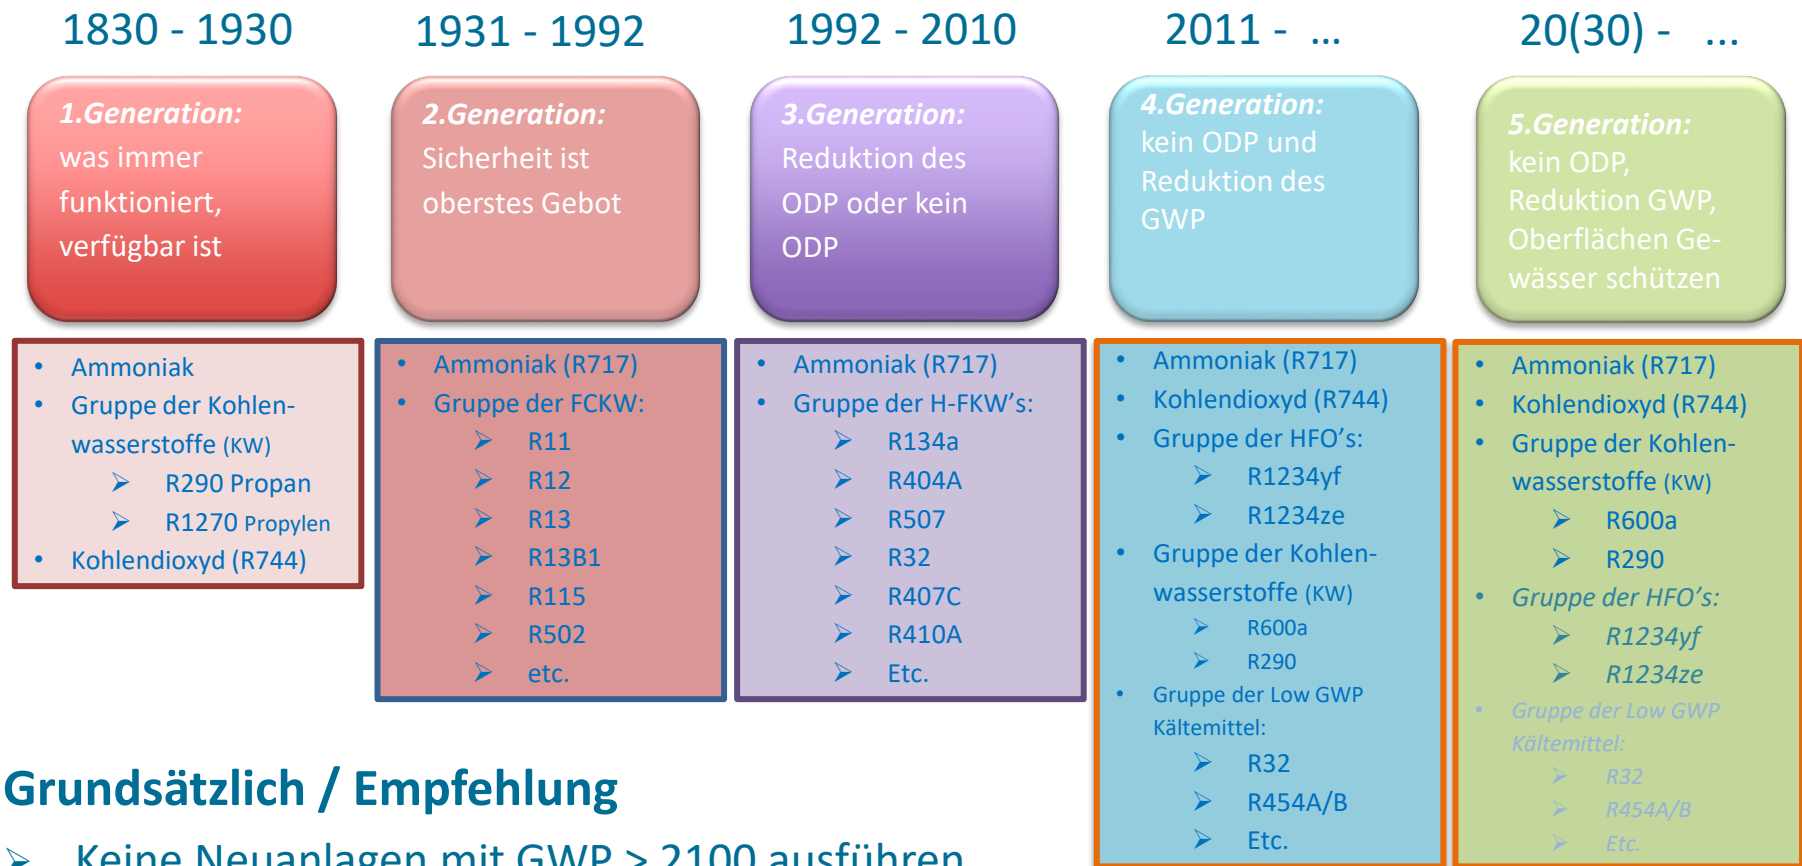 1830 - 1930
1931 - 1992
1992 - 2010
2011 - ...
20(30) - ...
1.Generation:
was immer
funktioniert,
verfügbar ist
2.Generation:
Sicherheit ist
oberstes Gebot
3.Generation:
Reduktion des
ODP oder kein
ODP
4.Generation:
kein ODP und
Reduktion des
GWP
5.Generation:
kein ODP,
Reduktion GWP,
Oberflächen Ge-
wässer schützen
• Ammoniak
• Gruppe der Kohlen-
wasserstoffe (KW)
➢ R290 Propan
➢ R1270 Propylen
• Kohlendioxyd (R744)
• Ammoniak (R717)
• Gruppe der FCKW:
➢ R11
➢ R12
➢ R13
➢ R13B1
➢ R115
➢ R502
➢ etc.
• Ammoniak (R717)
• Gruppe der H-FKW’s:
➢ R134a
➢ R404A
➢ R507
➢ R32
➢ R407C
➢ R410A
➢ Etc.
• Ammoniak (R717)
• Kohlendioxyd (R744)
• Gruppe der HFO’s:
➢ R1234yf
➢ R1234ze
• Gruppe der Kohlen-
wasserstoffe (KW)
➢ R600a
➢ R290
• Gruppe der Low GWP
Kältemittel:
➢ R32
➢ R454A/B
➢ Etc.
• Ammoniak (R717)
• Kohlendioxyd (R744)
• Gruppe der Kohlen-
wasserstoffe (KW)
➢ R600a
➢ R290
• Gruppe der HFO’s:
➢ R1234yf
➢ R1234ze
• Gruppe der Low GWP
Kältemittel:
➢ R32
➢ R454A/B
➢ Etc.
Grundsätzlich / Empfehlung
➢ Keine Neuanlagen mit GWP > 2100 ausführen